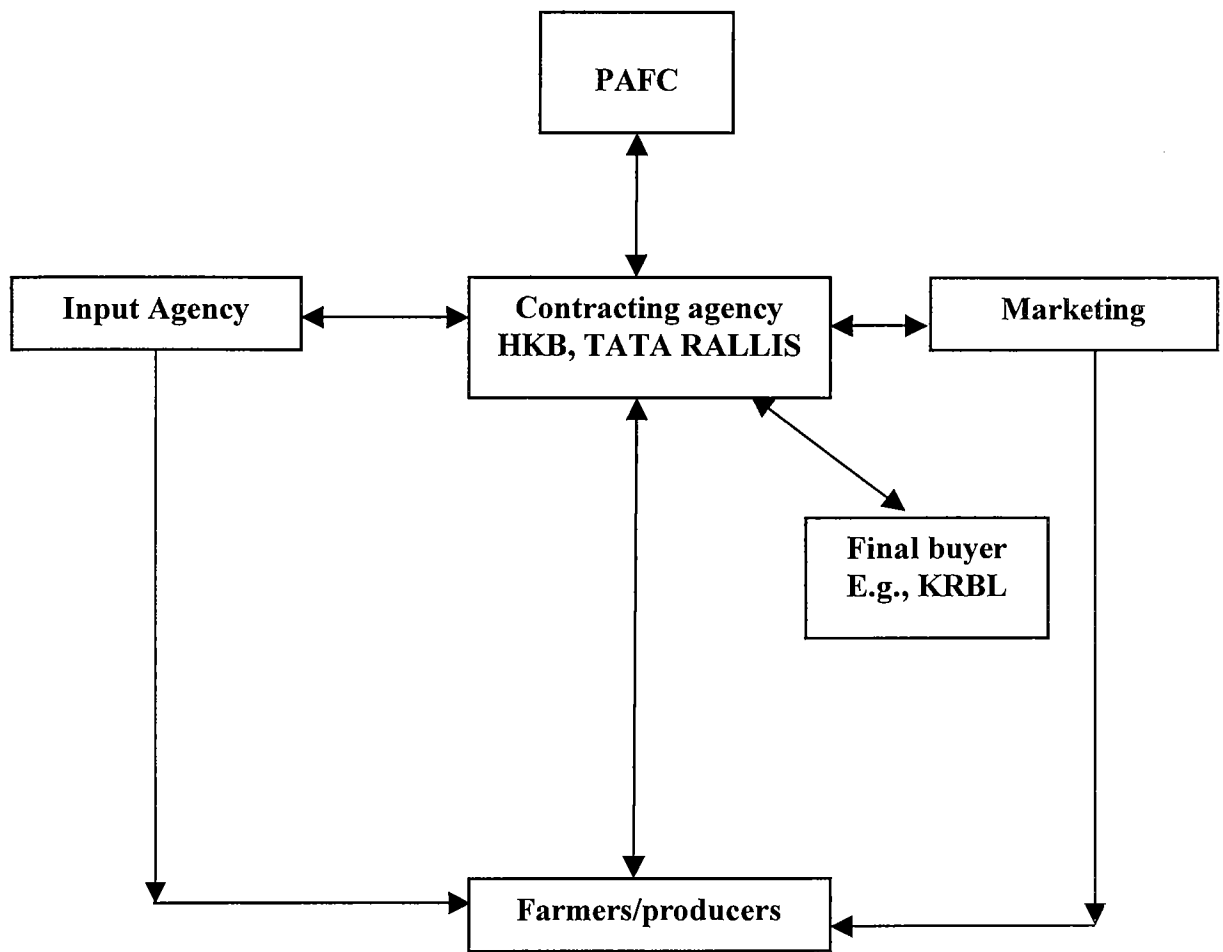 PAFC
Input Agency
Contracting agency
HKB, TATA RALLIS
Marketing
Final buyer
E.g., KRBL
Farmers/producers